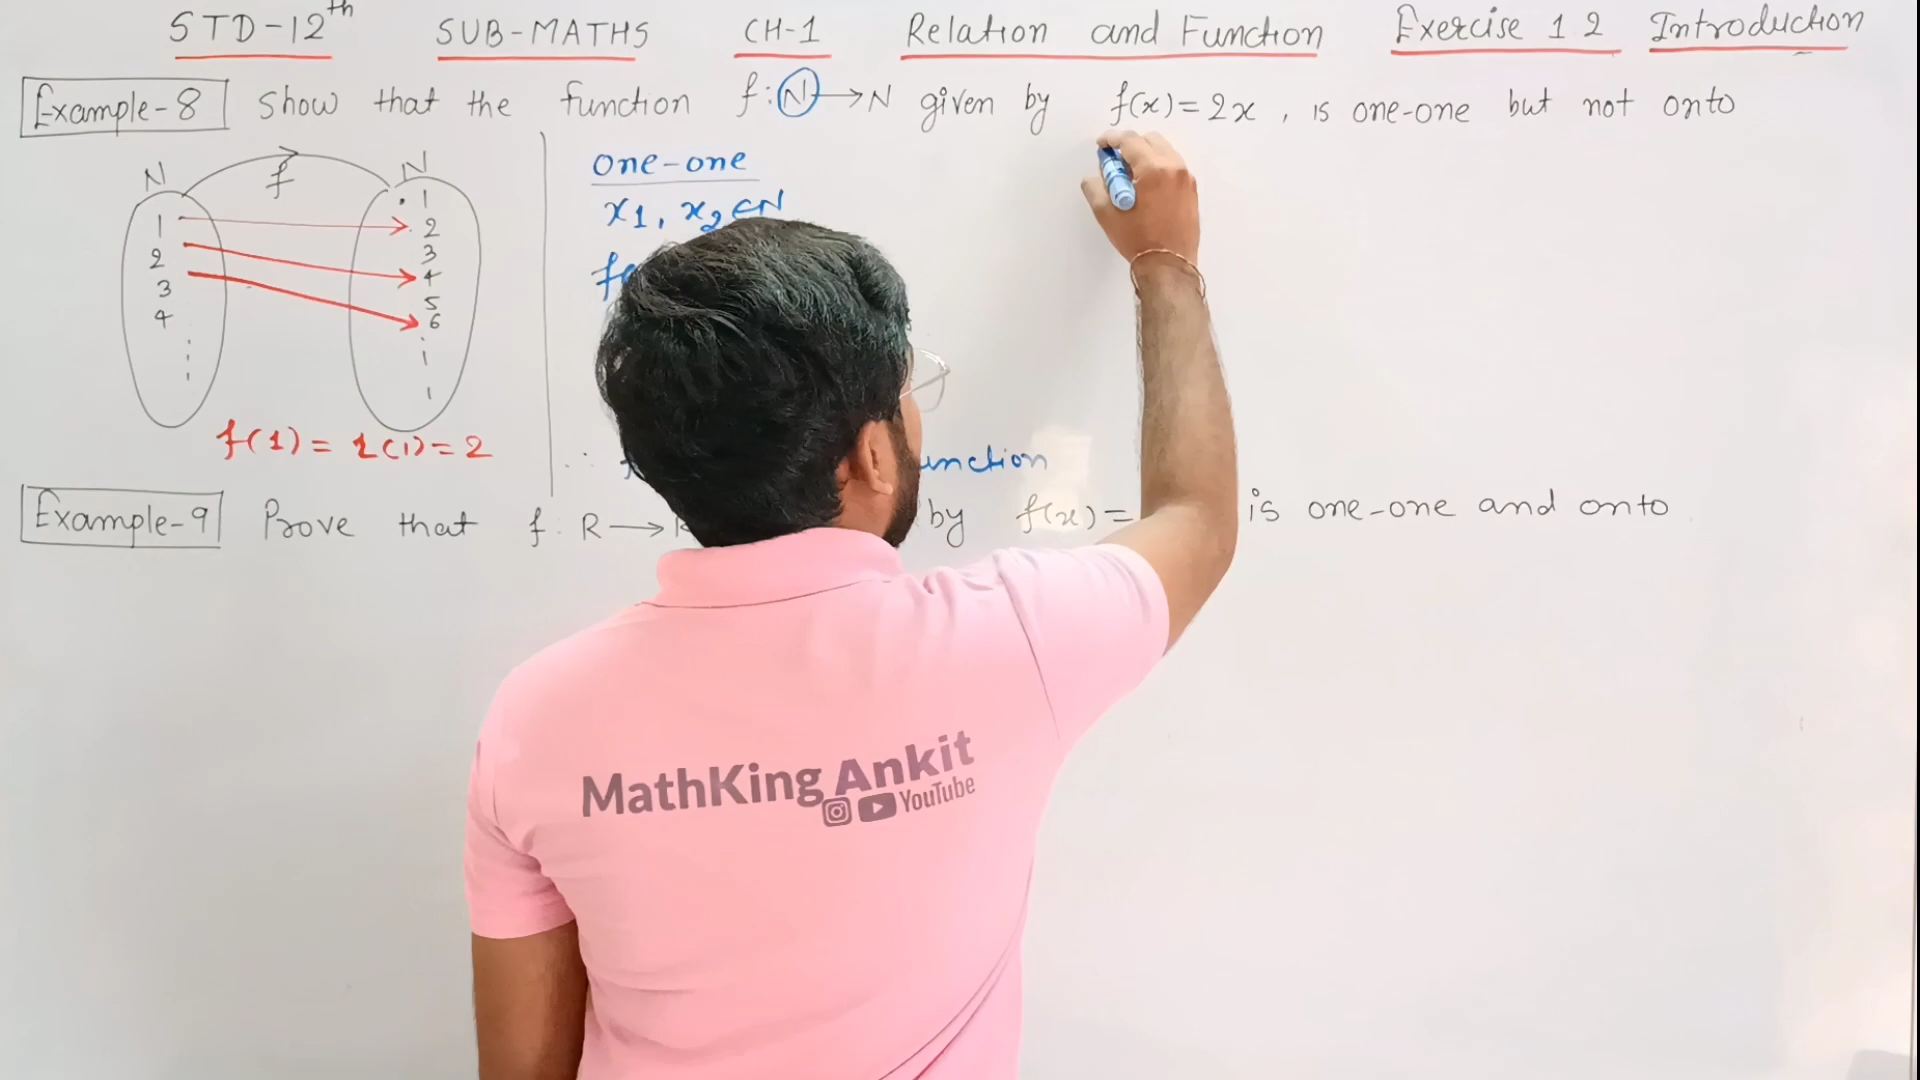 STD-12th SUB-MATHS CH-1 Relation and Function Exercise 1.2 Introduction
Example-8 Show that the function f:N→N given by f(x)=2x, is one-one but not onto
N f N
1 2 3 4
1 2 3 4 5 6
f(1)=2(1)=2
one-one
x1, x2∈N
function
Example-9 Prove that f: R→ by f(x)= is one-one and onto
MathKing Ankit
YouTube